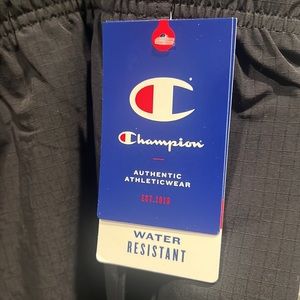 Champion
AUTHENTIC
ATHLETICWEAR
EST.1919
WATER
RESISTANT